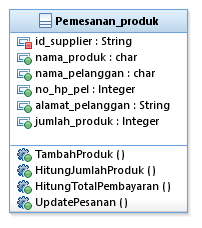 Pemesanan_produk
id_supplier : String
nama_produk : char
nama_pelanggan : char
no_hp_pel : Integer
alamat_pelanggan : String
jumlah_produk : Integer
TambahProduk ( )
HitungJumlahProduk ( )
HitungTotalPembayaran ( )
UpdatePesanan ( )